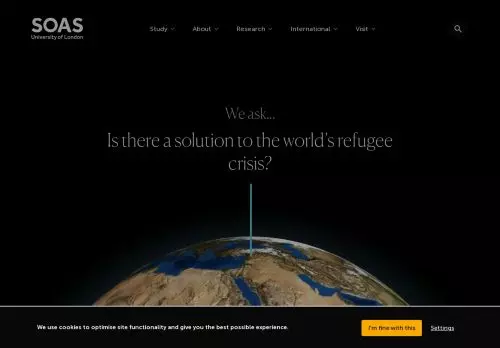 SOAS
University of London
Study
About
Research
International
Visit
We ask...
Is there a solution to the world's refugee
crisis?
We use cookies to optimise site functionality and give you the best possible experience.
I'm fine with this
Settings